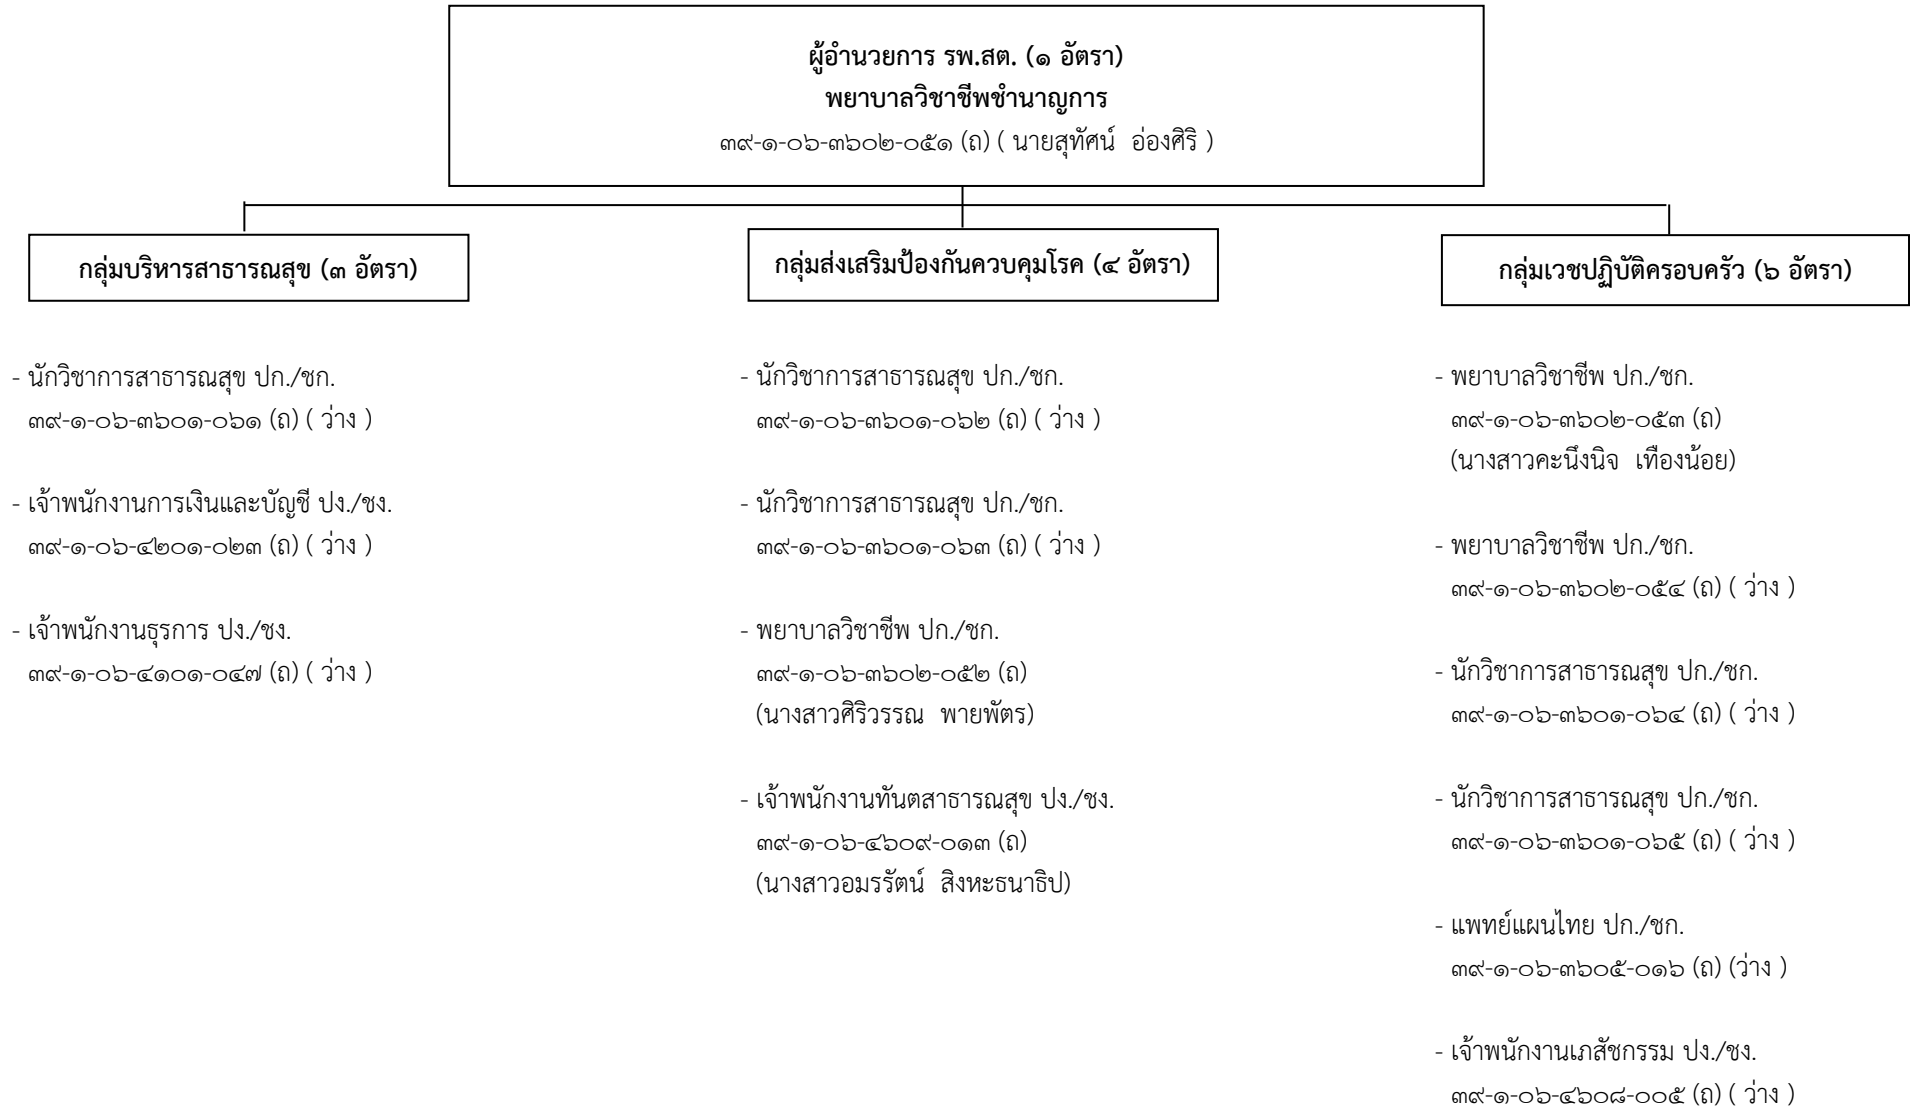 ผู้อำนวยการ รพ.สต. (๑ อัตรา)
พยาบาลวิชาชีพชำนาญการ
๓๙-๑-๐๖-๓๖๐๒-๐๕๑ (ถ) ( นายสุทัศน์ อ่องศิริ )
กลุ่มบริหารสาธารณสุข (๓ อัตรา)
- นักวิชาการสาธารณสุข ปก./ชก.
๓๙-๑-๐๖-๓๖๐๑-๐๖๑ (ถ) ( ว่าง )
- เจ้าพนักงานการเงินและบัญชี ปง./ชง.
๓๙-๑-๐๖-๔๒๐๑-๐๒๓ (ถ) ( ว่าง )
- เจ้าพนักงานธุรการ ปง./ชง.
๓๙-๑-๐๖-๔๑๐๑-๐๔๗ (ถ) ( ว่าง )
กลุ่มส่งเสริมป้องกันควบคุมโรค (๔ อัตรา)
- นักวิชาการสาธารณสุข ปก./ชก.
๓๙-๑-๐๖-๓๖๐๑-๐๖๒ (ถ) ( ว่าง )
- นักวิชาการสาธารณสุข ปก./ชก.
๓๙-๑-๐๖-๓๖๐๑-๐๖๓ (ถ) ( ว่าง )
- พยาบาลวิชาชีพ ปก./ชก.
๓๙-๑-๐๖-๓๖๐๒-๐๕๒ (ถ)
(นางสาวศิริวรรณ พายพัตร)
- เจ้าพนักงานทันตสาธารณสุข ปง./ชง.
๓๙-๑-๐๖-๔๖๐๙-๐๑๓ (ถ)
(นางสาวอมรรัตน์ สิงหะธนาธิป)
กลุ่มเวชปฏิบัติครอบครัว (๖ อัตรา)
- พยาบาลวิชาชีพ ปก./ชก.
๓๙-๑-๐๖-๓๖๐๒-๐๕๓ (ถ)
(นางสาวคะนึงนิจ เทืองน้อย)
- พยาบาลวิชาชีพ ปก./ชก.
๓๙-๑-๐๖-๓๖๐๒-๐๕๔ (ถ) ( ว่าง )
- นักวิชาการสาธารณสุข ปก./ชก.
๓๙-๑-๐๖-๓๖๐๑-๐๖๔ (ถ) ( ว่าง )
- นักวิชาการสาธารณสุข ปก./ชก.
๓๙-๑-๐๖-๓๖๐๑-๐๖๕ (ถ) ( ว่าง )
- แพทย์แผนไทย ปก./ชก.
๓๙-๑-๐๖-๓๖๐๕-๐๑๖ (ถ) (ว่าง )
- เจ้าพนักงานเภสัชกรรม ปง./ชง.
๓๙-๑-๐๖-๔๖๐๘-๐๐๕ (ถ) ( ว่าง )